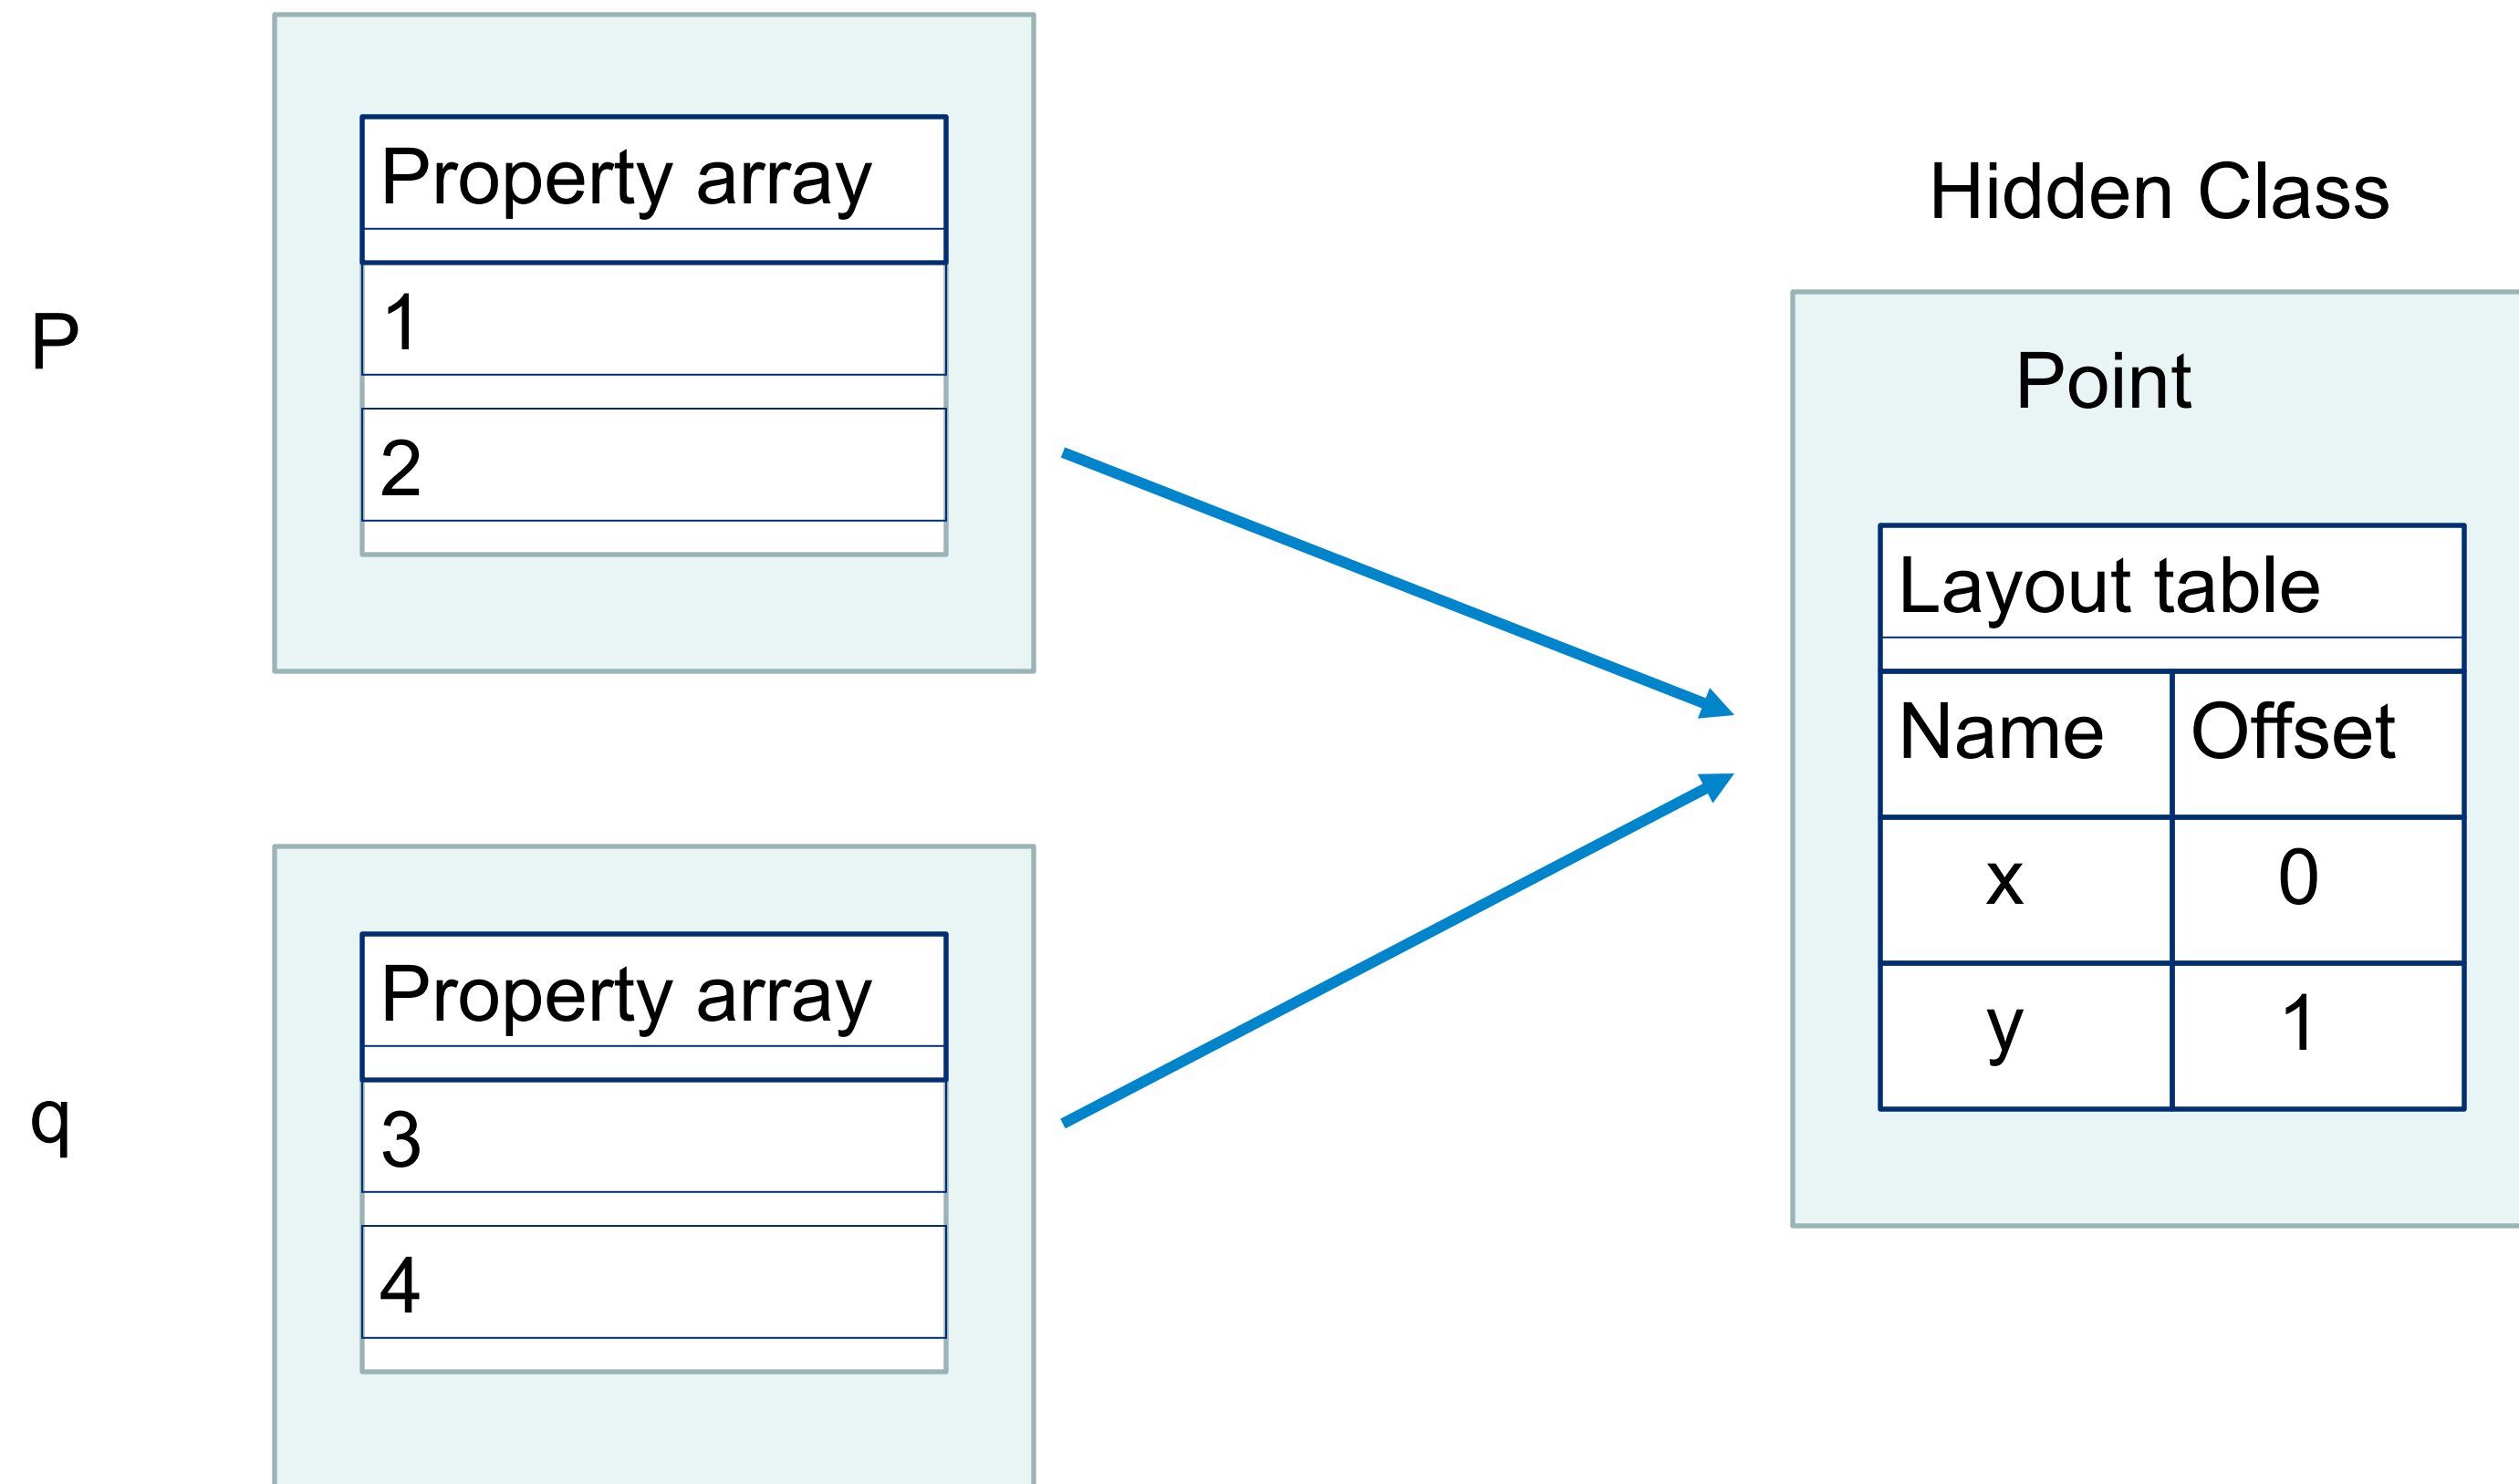 P
Property array
1
2
q
Property array
3
4
Hidden Class
Point
Layout table
Name Offset
x 0
y 1